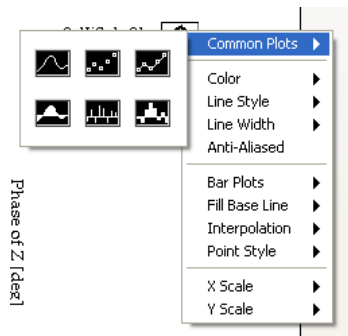 Common Plots
Color
Line Style
Line Width
Anti-Aliased
Bar Plots
Fill Base Line
Interpolation
Point Style
X Scale
Y Scale
Phase of Z [deg]